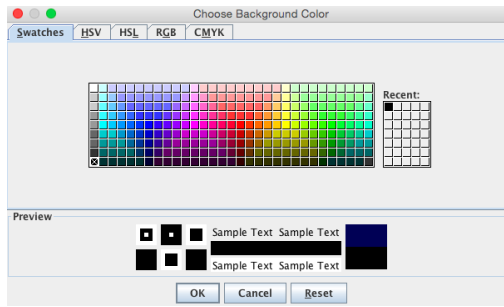 Choose Background Color
Swatches HSV HSL RGB CMYK
Recent:
Preview
Sample Text Sample Text
Sample Text Sample Text
OK Cancel Reset